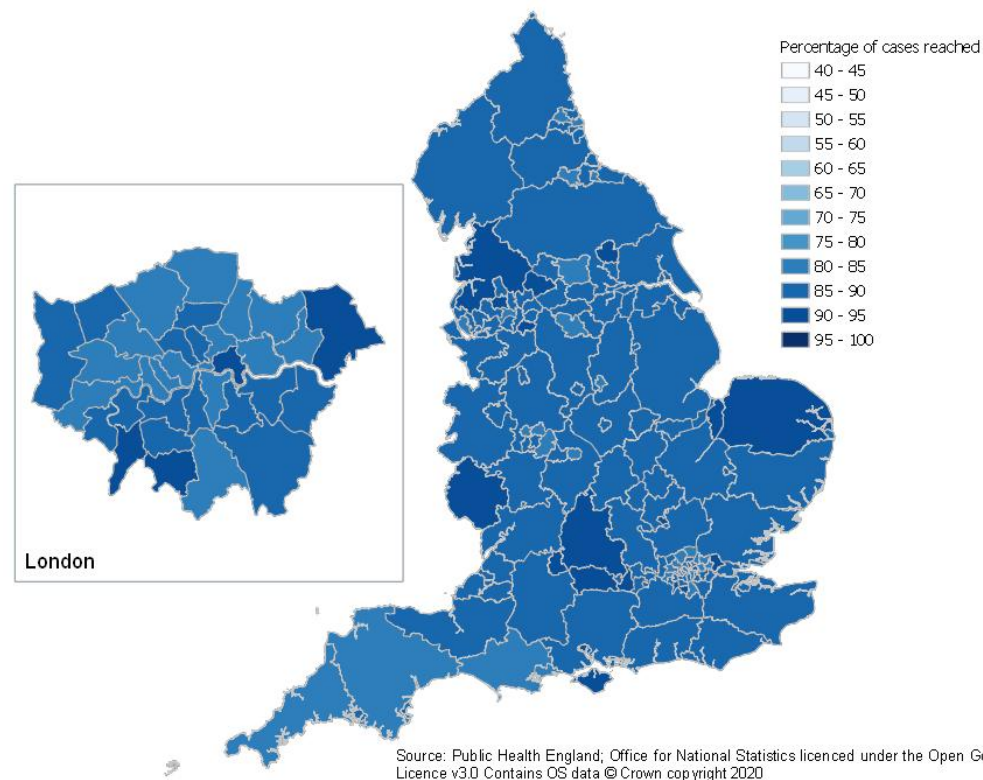 Percentage of cases reached
40 - 45
45 - 50
50 - 55
55 - 60
60 - 65
65 - 70
70 - 75
75 - 80
80 - 85
85 - 90
90 - 95
95 - 100
London
Source: Public Health England; Office for National Statistics licenced under the Open G
Licence v3.0 Contains OS data © Crown copyright 2020